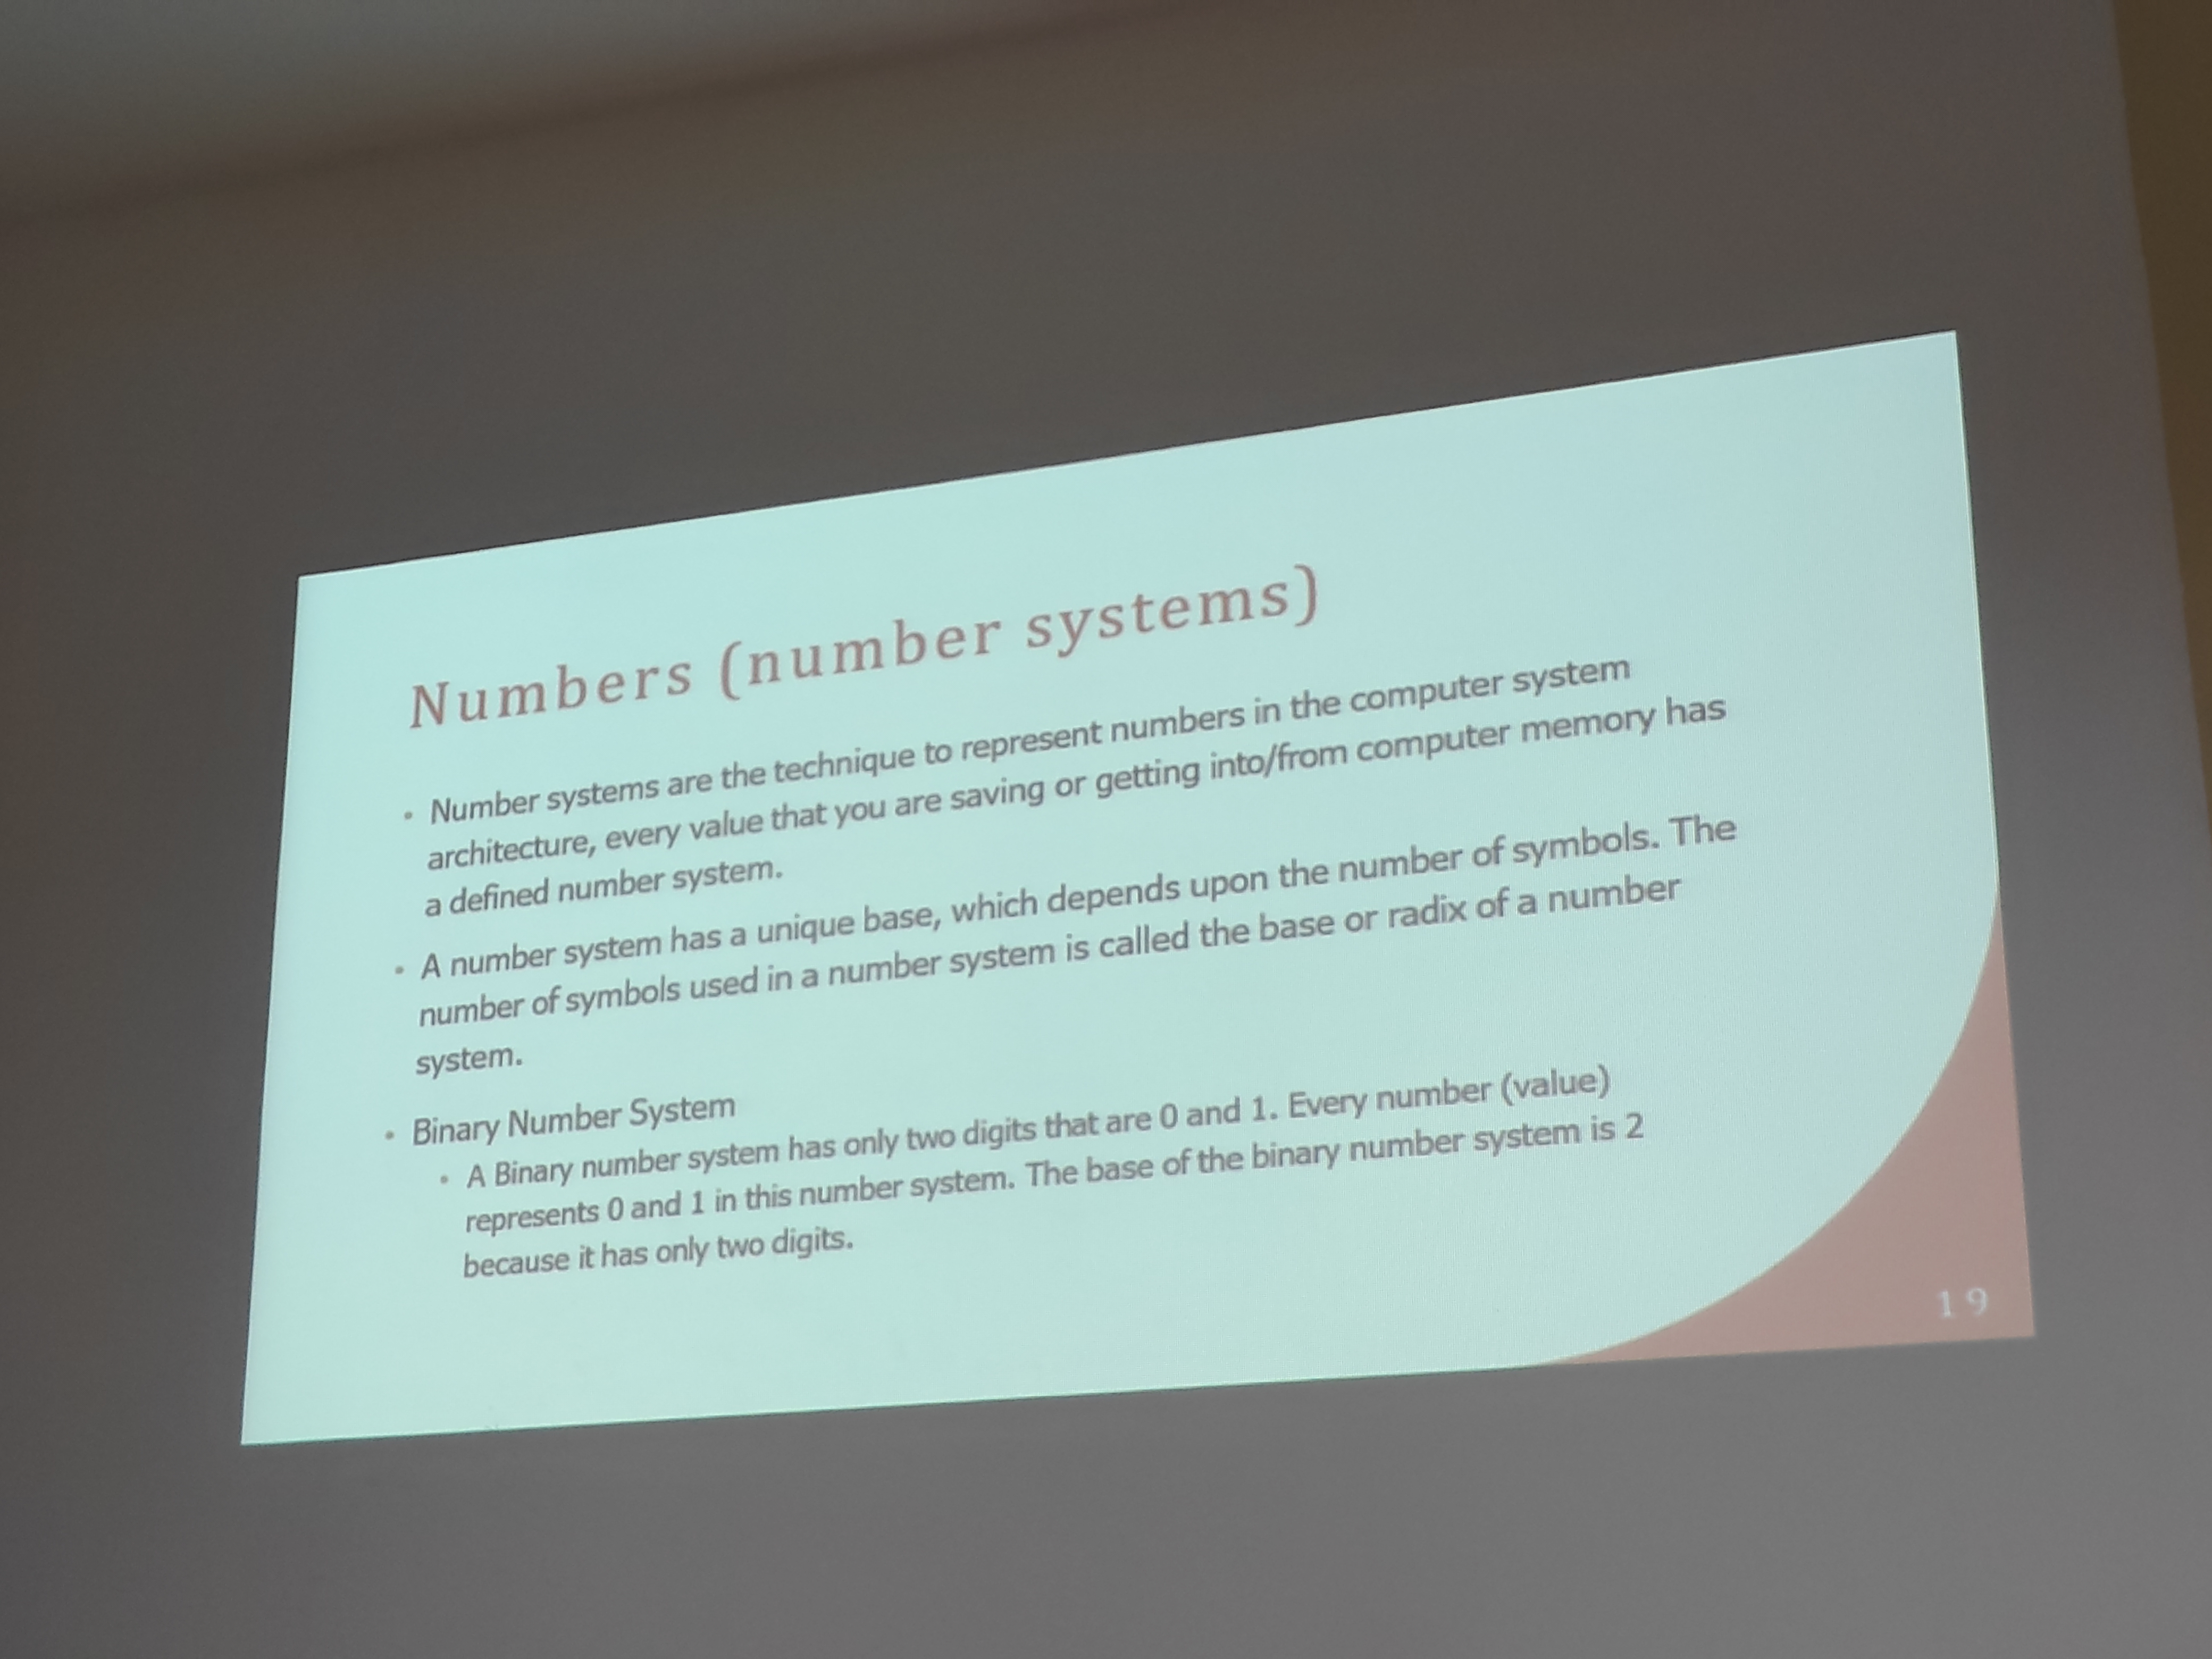 Numbers (number systems)
• Number systems are the technique to represent numbers in the computer system
architecture, every value that you are saving or getting into/from computer memory has
a defined number system.
• A number system has a unique base, which depends upon the number of symbols. The
number of symbols used in a number system is called the base or radix of a number
system.
• Binary Number System
• A Binary number system has only two digits that are 0 and 1. Every number (value)
represents 0 and 1 in this number system. The base of the binary number system is 2
because it has only two digits.
19